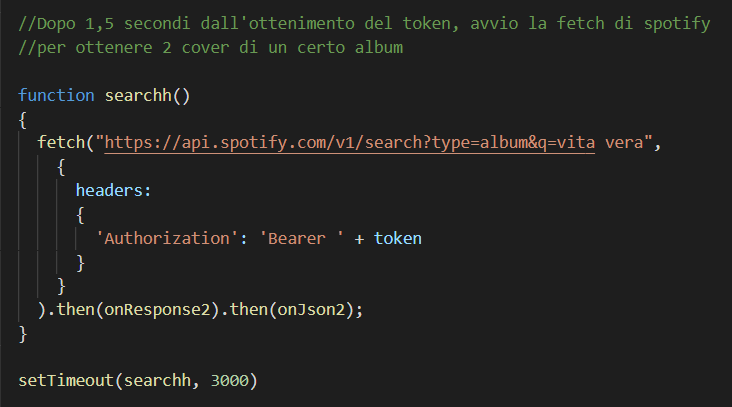 //Dopo 1,5 secondi dall'ottenimento del token, avvio la fetch di spotify
//per ottenere 2 cover di un certo album

function searchh()
{
  fetch("https://api.spotify.com/v1/search?type=album&q=vita vera",
    {
      headers:
      {
        'Authorization': 'Bearer ' + token
      }
    }
  ).then(onResponse2).then(onJson2);
}

setTimeout(searchh, 3000)